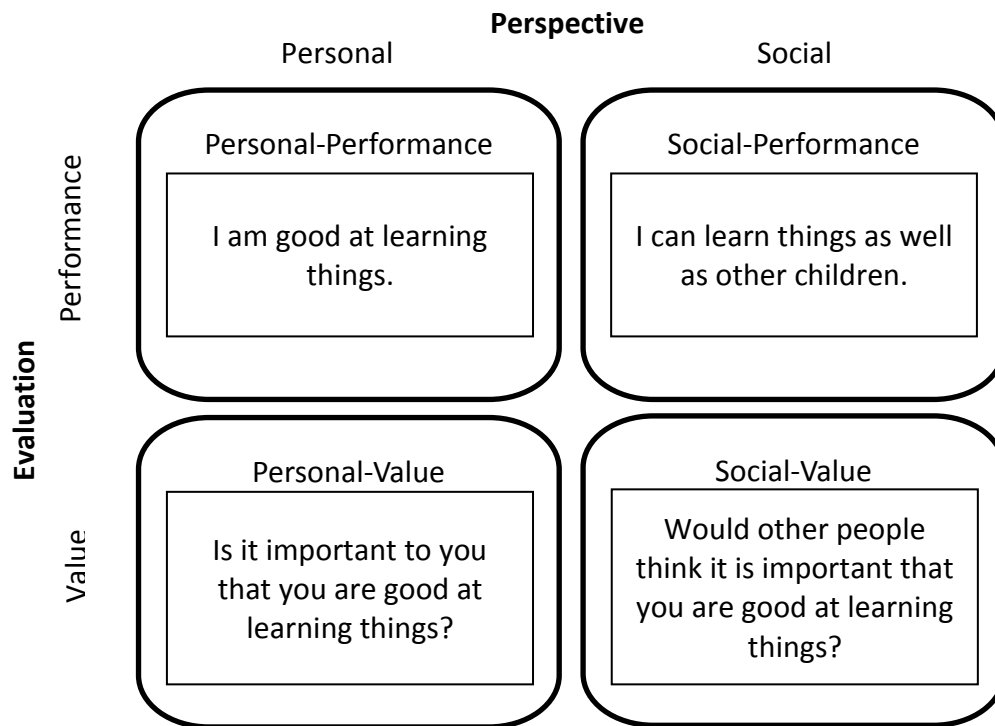 Perspective
Personal
Social
Evaluation
Performance
Personal-Performance
I am good at learning
things.
Social-Performance
I can learn things as well
as other children.
Value
Personal-Value
Is it important to you
that you are good at
learning things?
Social-Value
Would other people
think it is important that
you are good at learning
things?